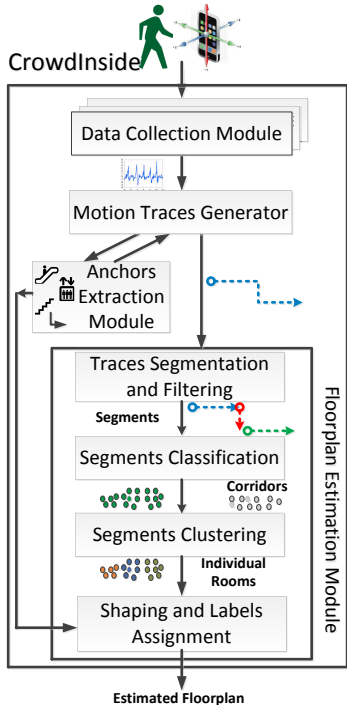 CrowdInside
Data Collection Module
Motion Traces Generator
Anchors
Extraction
Module
Traces Segmentation
and Filtering
Segments
Segments Classification
Corridors
Segments Clustering
Individual
Rooms
Shaping and Labels
Assignment
Floorplan Estimation Module
Estimated Floorplan